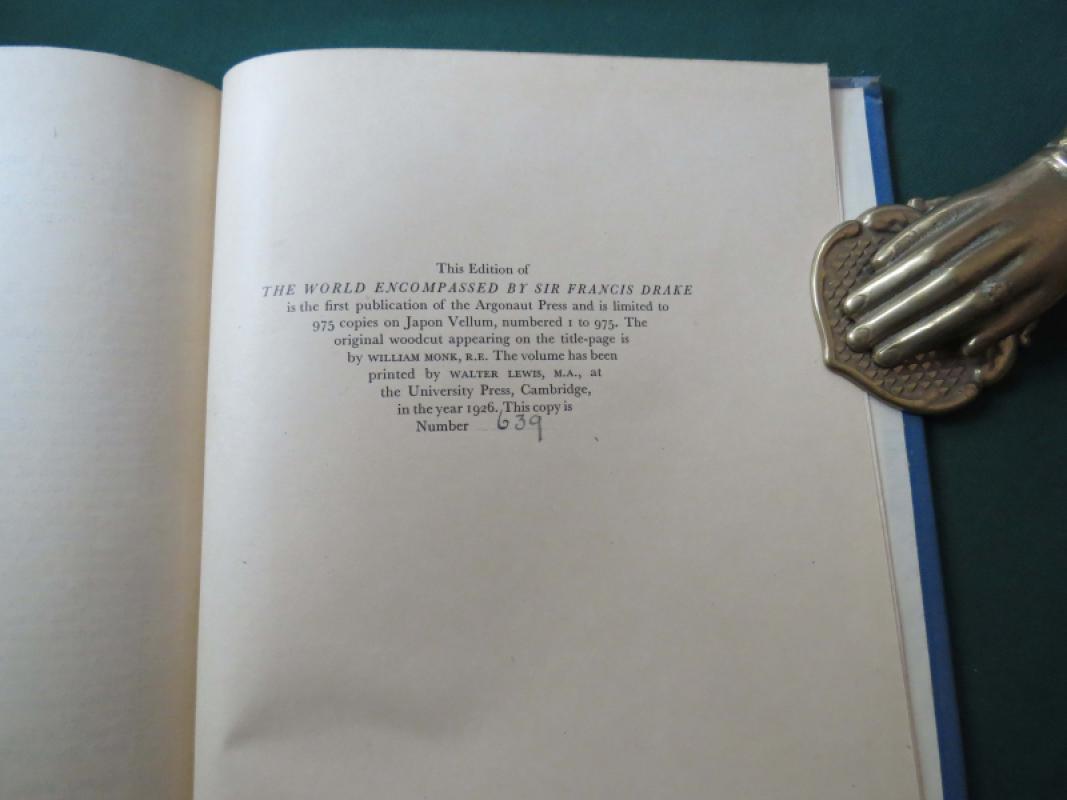 This Edition of
THE WORLD ENCOMPASSED BY SIR FRANCIS DRAKE
is the first publication of the Argonaut Press and is limited to
975 copies on Japon Vellum, numbered 1 to 975. The
original woodcut appearing on the title-page is
by WILLIAM MONK, R.E. The volume has been
printed by WALTER LEWIS, M.A., at
the University Press, Cambridge,
in the year 1926. This copy is
Number 639